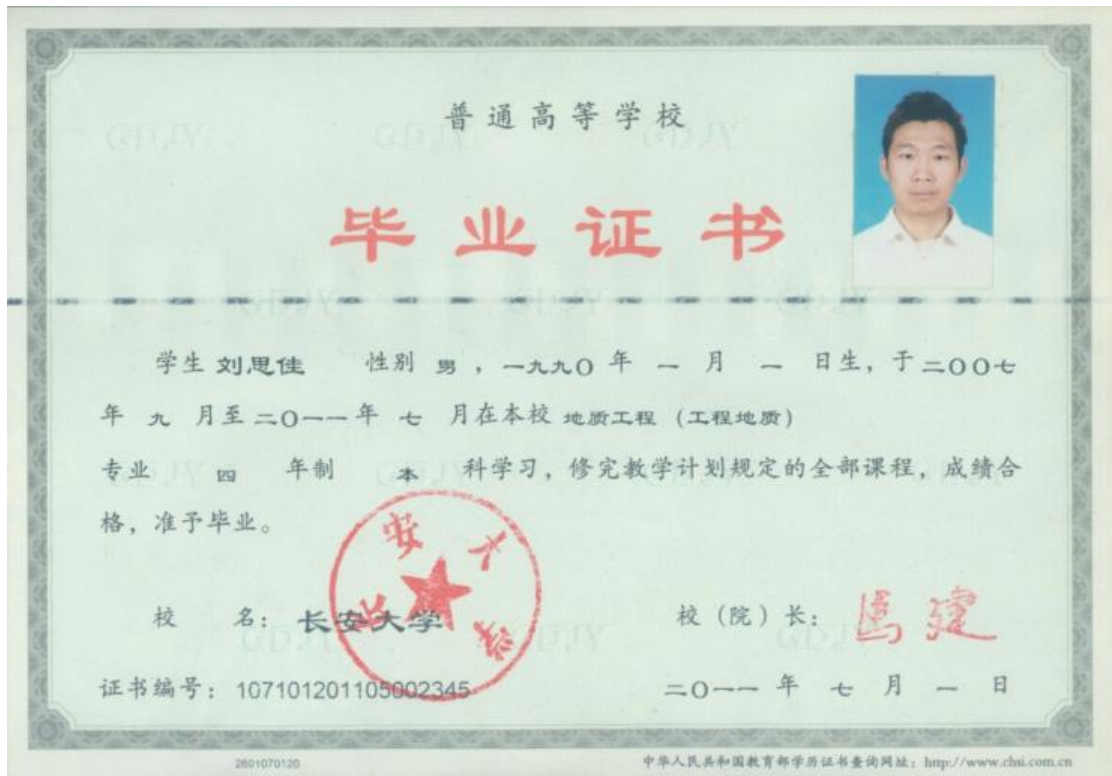 普通高等学校
毕业证书
学生 刘思佳 性别 男，一九九〇年 一 月 一 日生，于二〇〇七
年 九 月至二〇一一年 七 月在本校 地质工程（工程地质）
专业 四 年制 本 科学习，修完教学计划规定的全部课程，成绩合
格，准予毕业。
长安大学
校 名：长安大学 校（院）长：
证书编号：107101201105002345 二〇一一 年 七 月 一 日
2601070120 中华人民共和国教育部学历证书查询网址：http://www.chsi.com.cn